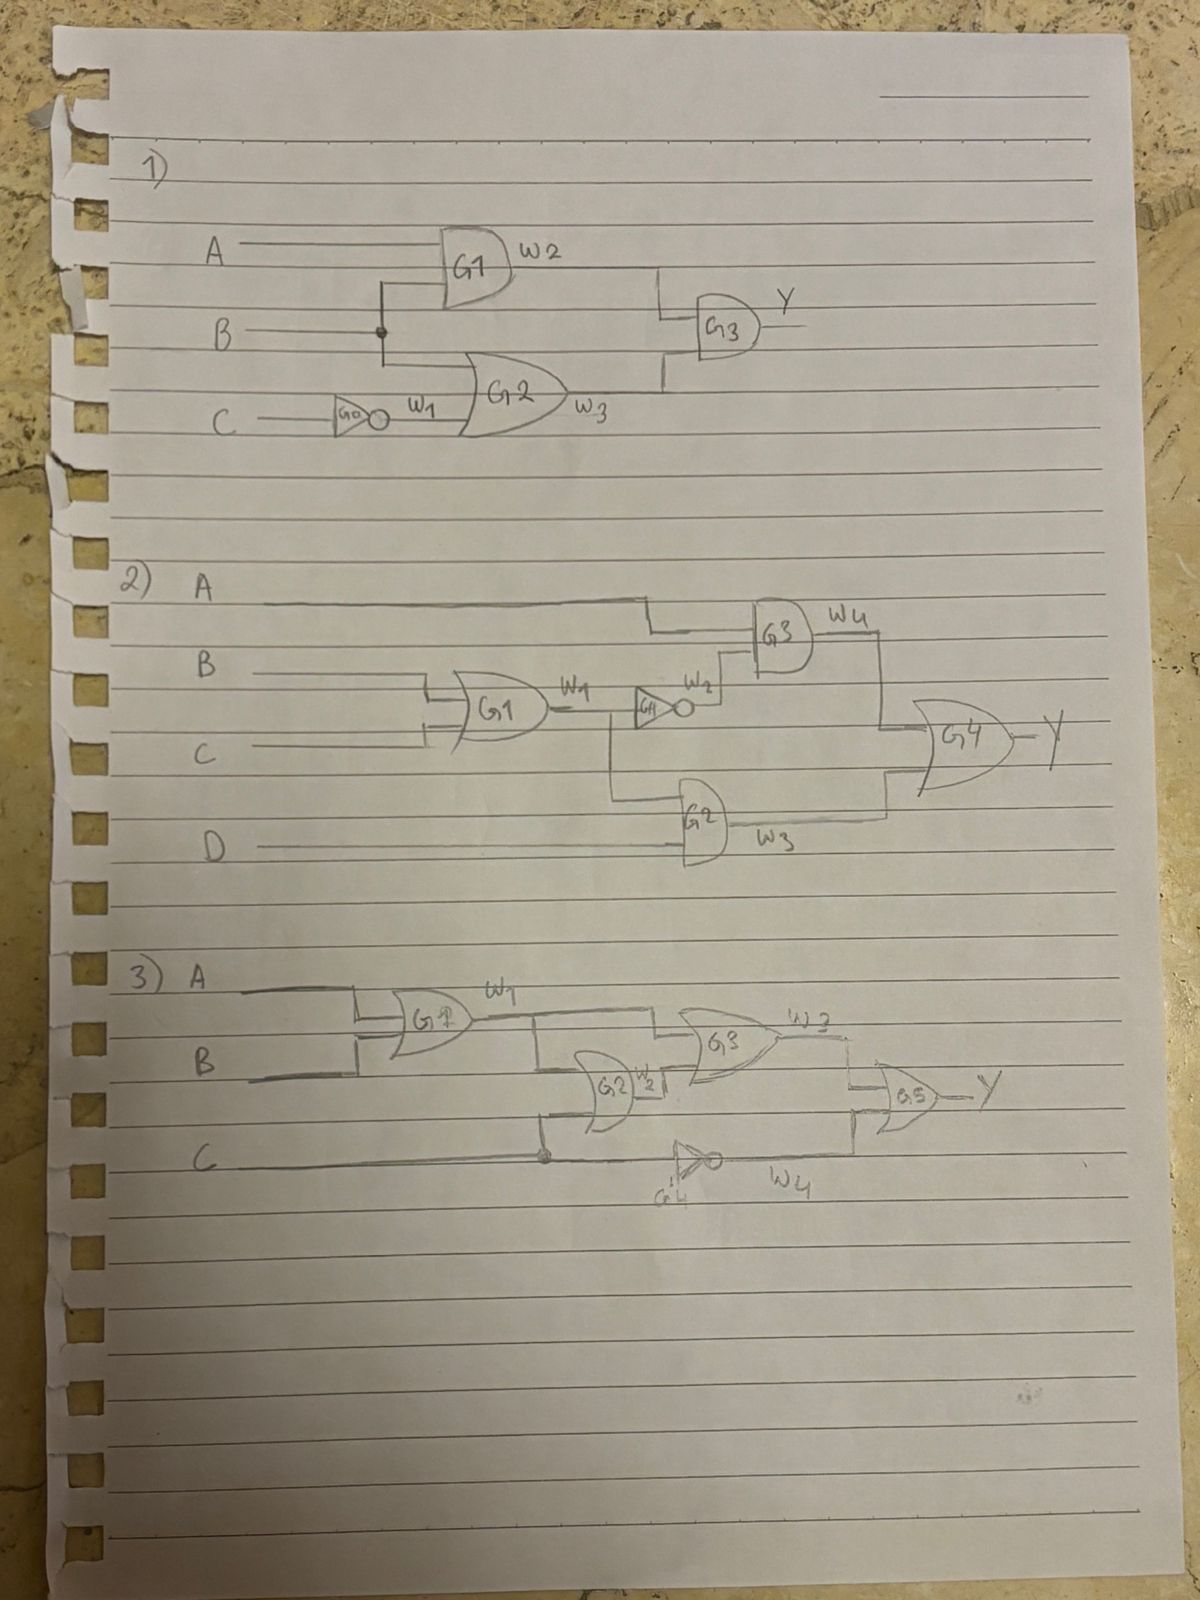 1)
A G1 W2
B G3 Y
C G0 W1 G2 W3
2) A
G3 W4
B G1 W1 W2 G4 Y
C
D G2 W3
3) A G1 W1
G3 W3
B G2 W2 G5 Y
C G4 W4